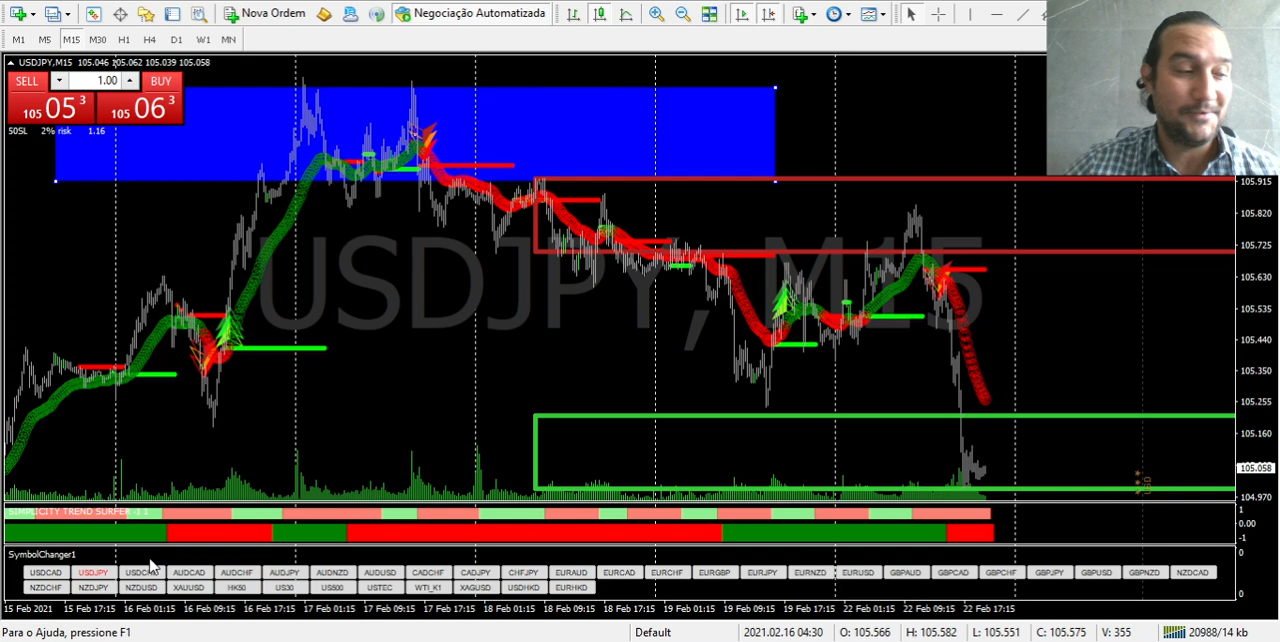 Nova Ordem Negociação Automatizada
M1 M5 M15 M30 H1 H4 D1 W1 MN
USDJPY,M15 105.046 105.062 105.039 105.058
SELL 1.00 BUY
105 05 3 105 06 3
50SL 2% risk 1.16
USDJPY, M15
105.915
105.820
105.725
105.630
105.535
105.440
105.350
105.255
105.160
105.058
104.970
USD
SIMPLICITY TREND SURFER -1 1
1
0.00
-1
SymbolChanger1
0
USDCAD USDJPY AUDCAD AUDCHF AUDJPY AUDNZD AUDUSD CADCHF CADJPY CHFJPY EURAUD EURCAD EURCHF EURGBP EURJPY EURNZD EURUSD GBPAUD GBPCAD GBPCHF GBPJPY GBPUSD GBPNZD NZDCAD
NZDCHF NZDJPY NZDUSD XAUUSD HK50 US30 US500 USTEC WTI_K1 XAGUSD USDHKD EURHKD
0
15 Feb 2021 15 Feb 17:15 16 Feb 01:15 16 Feb 09:15 16 Feb 17:15 17 Feb 01:15 17 Feb 09:15 17 Feb 17:15 18 Feb 01:15 18 Feb 09:15 18 Feb 17:15 19 Feb 01:15 19 Feb 09:15 19 Feb 17:15 22 Feb 01:15 22 Feb 09:15 22 Feb 17:15
Para o Ajuda, pressione F1 Default 2021.02.16 04:30 O: 105.566 H: 105.582 L: 105.551 C: 105.575 V: 355 20988/14 kb